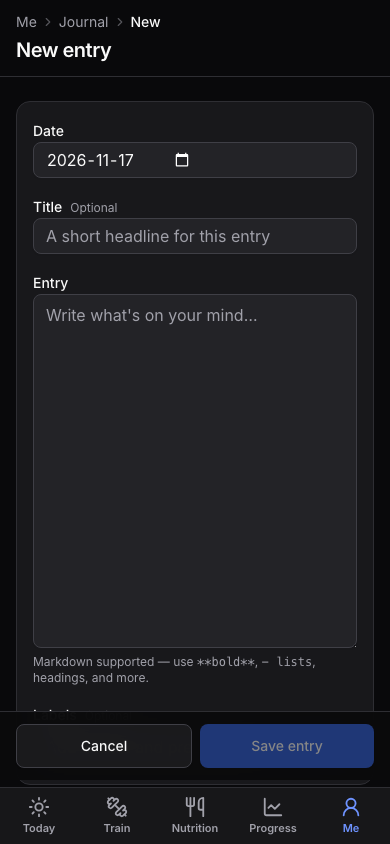 Me > Journal > New
New entry
Date
2026-11-17
Title Optional
A short headline for this entry
Entry
Write what's on your mind...
Markdown supported — use **bold**, – lists,
headings, and more.
Cancel Save entry
Today Train Nutrition Progress Me